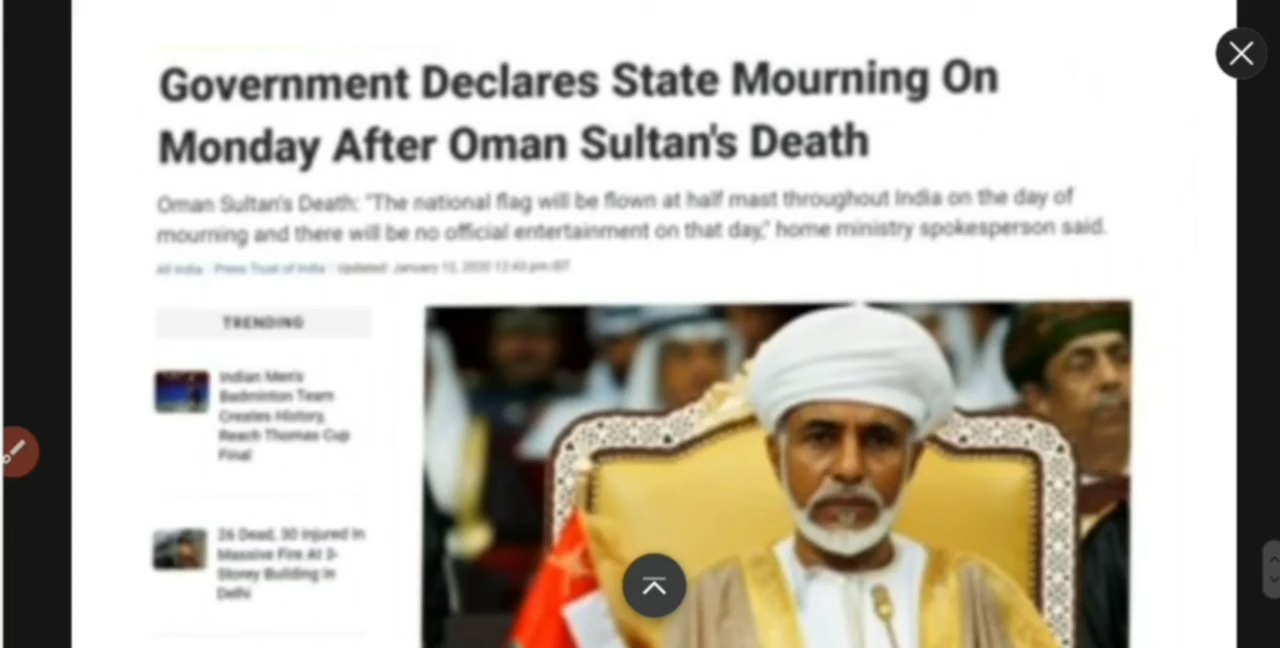 Government Declares State Mourning On
Monday After Oman Sultan's Death
Oman Sultan's Death: "The national flag will be flown at half mast throughout India on the day of
mourning and there will be no official entertainment on that day," home ministry spokesperson said.
All India | Press Trust of India | Updated: January 12, 2020 12:43 pm IST
TRENDING
Indian Men's
Badminton Team
Creates History,
Reach Thomas Cup
Final
26 Dead, 30 Injured In
Massive Fire At 3-
Storey Building In
Delhi